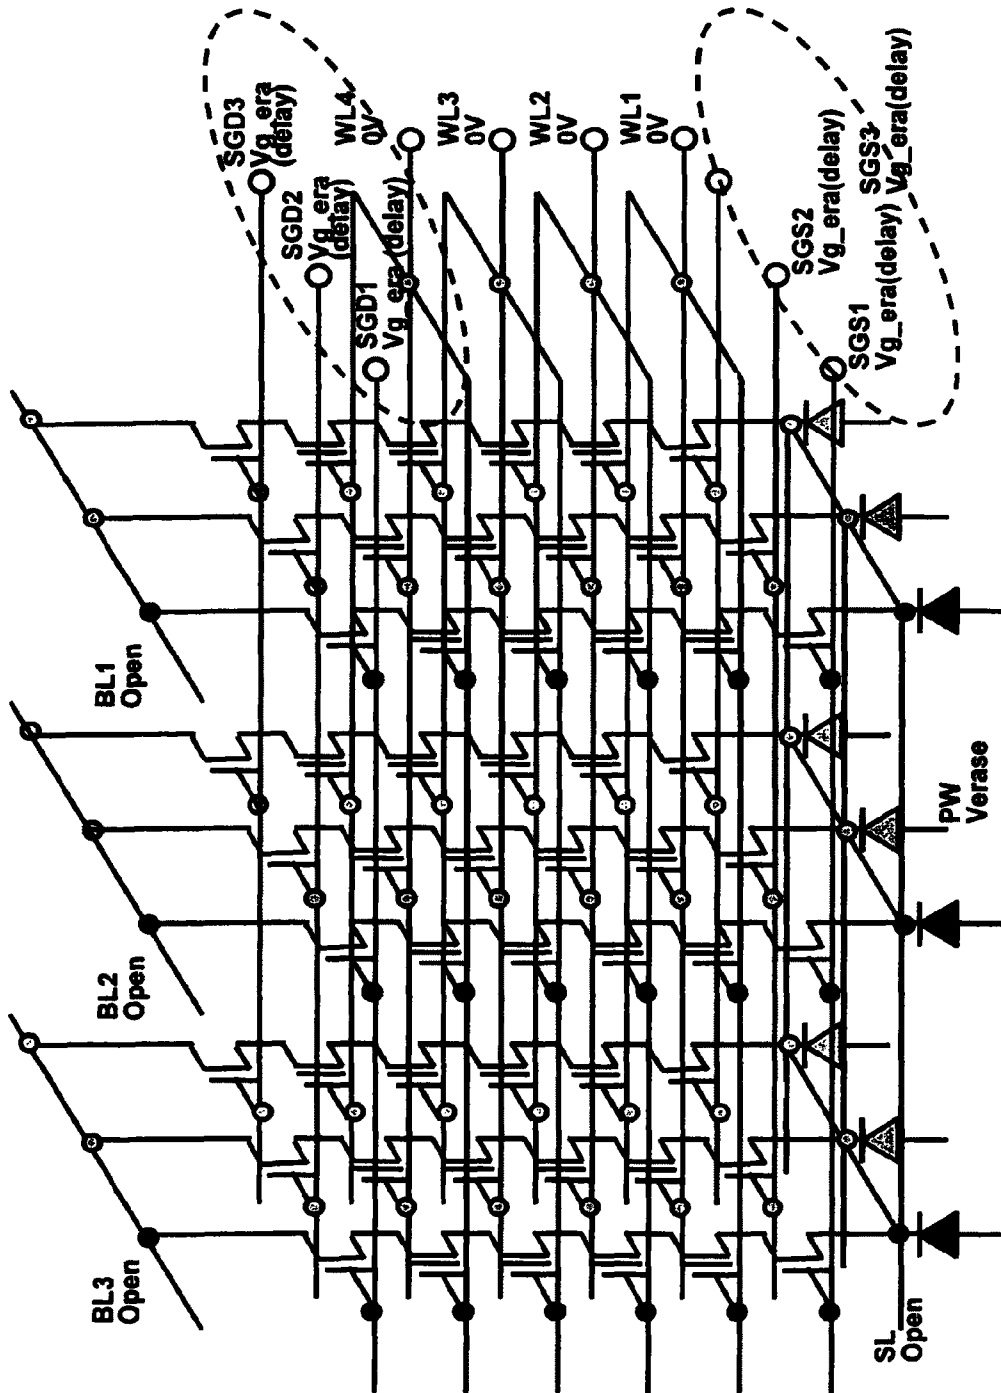 SGD3
Vg_era
(delay)
SGD2
Vg_era
(delay)
SGD1
Vg_era(delay)
WL4
0V
WL3
0V
WL2
0V
WL1
0V
SGS3
Vg_era(delay)
SGS2
Vg_era(delay)
SGS1
Vg_era(delay)
BL1
Open
BL2
Open
BL3
Open
PW
Verase
SL
Open